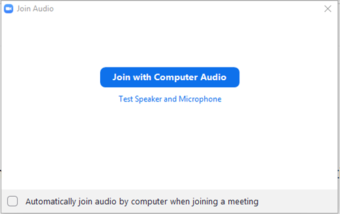 Join Audio
Join with Computer Audio
Test Speaker and Microphone
Automatically join audio by computer when joining a meeting